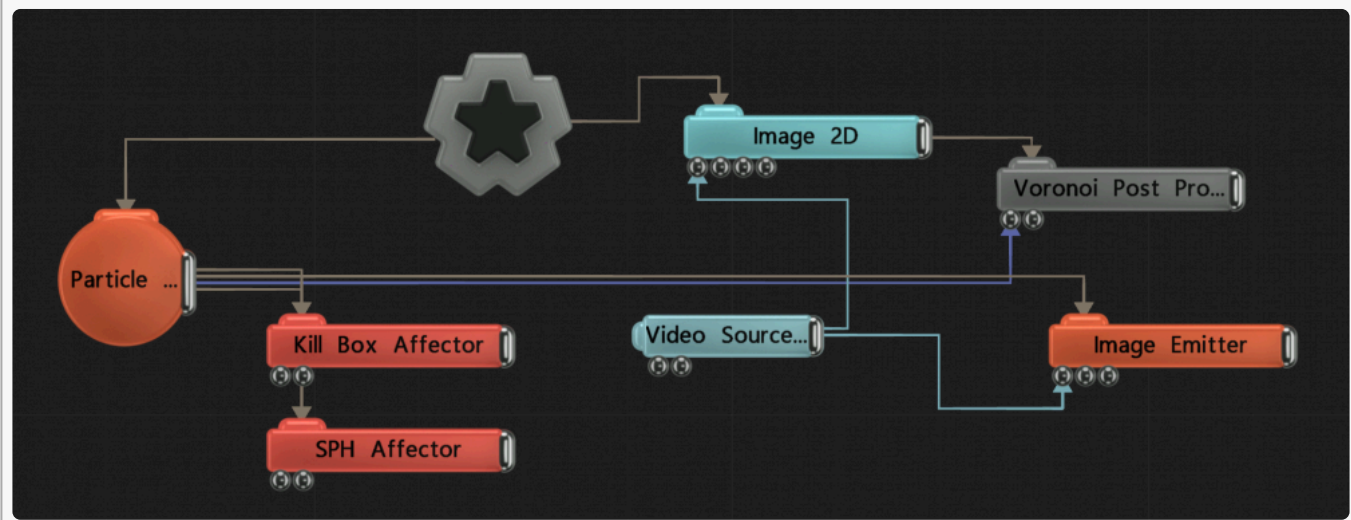 Image 2D
Voronoi Post Pro...
Particle ...
Kill Box Affector
Video Source...
Image Emitter
SPH Affector